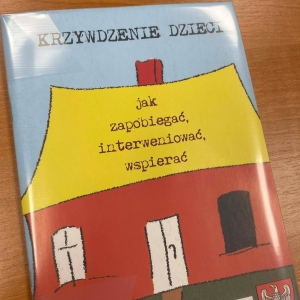 KRZYWDZENIE DZIECI
jak
zapobiegać,
interweniować,
wspierać